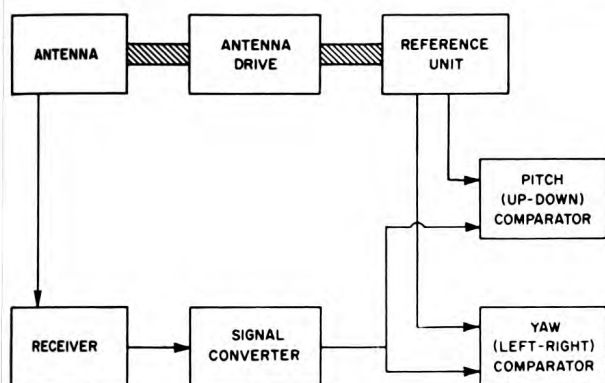 ANTENNA
ANTENNA
DRIVE
REFERENCE
UNIT
PITCH
(UP-DOWN)
COMPARATOR
RECEIVER
SIGNAL
CONVERTER
YAW
(LEFT-RIGHT)
COMPARATOR